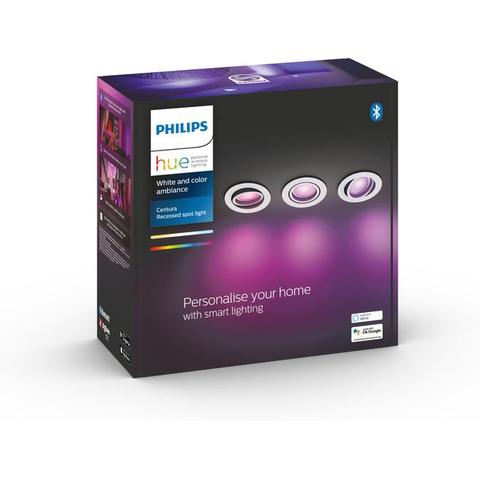 PHILIPS
hue personal
wireless
lighting
White and color
ambiance
Centura
Recessed spot light
Personalise your home
with smart lighting